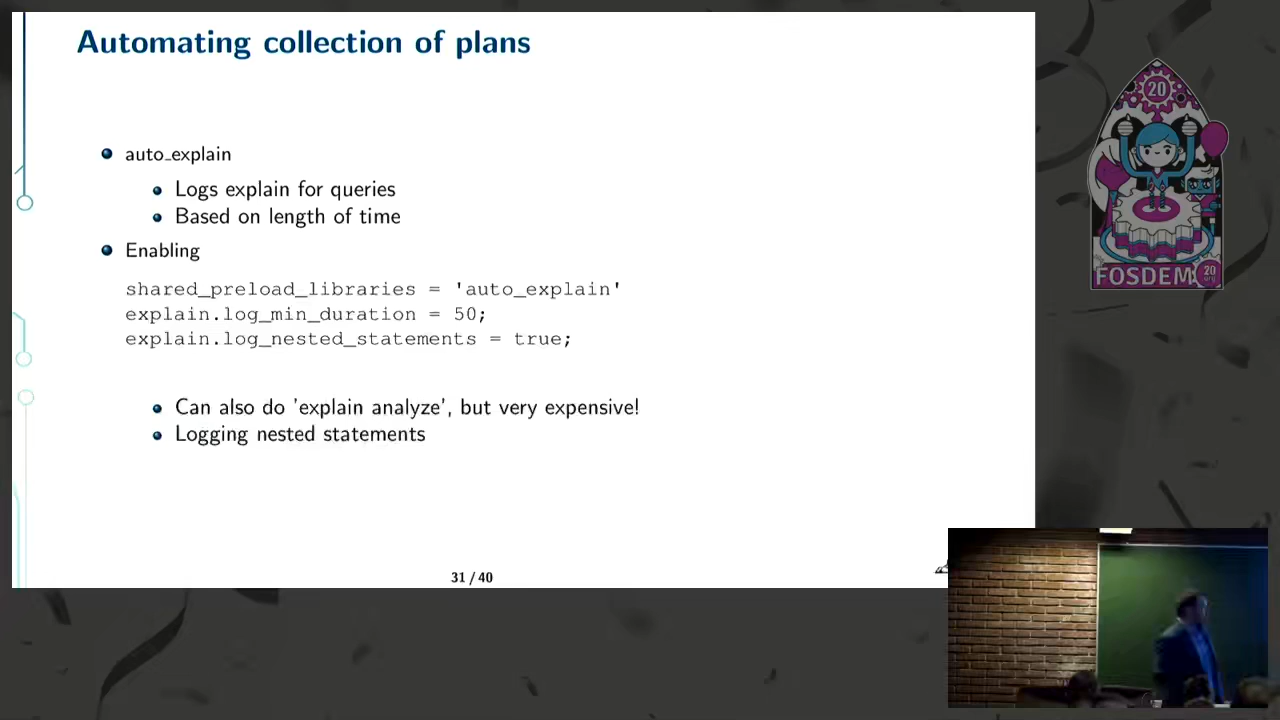 Automating collection of plans
auto_explain
Logs explain for queries
Based on length of time
Enabling
shared_preload_libraries = 'auto_explain'
explain.log_min_duration = 50;
explain.log_nested_statements = true;
Can also do 'explain analyze', but very expensive!
Logging nested statements
31 / 40
20
FOSDEM
20